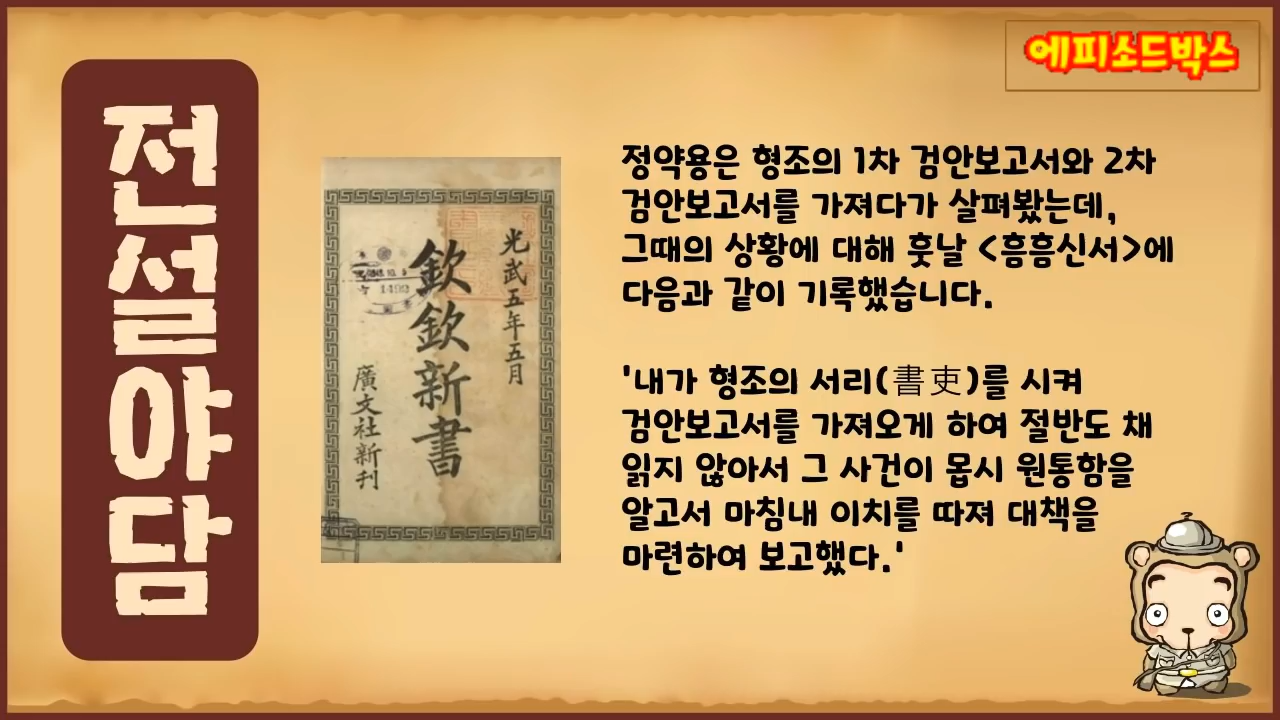 에피소드박스
전설야담
정약용은 형조의 1차 검안보고서와 2차
검안보고서를 가져다가 살펴봤는데,
그때의 상황에 대해 훗날 <흠흠신서>에
다음과 같이 기록했습니다.
'내가 형조의 서리(書吏)를 시켜
검안보고서를 가져오게 하여 절반도 채
읽지 않아서 그 사건이 몹시 원통함을
알고서 마침내 이치를 따져 대책을
마련하여 보고했다.'
光武五年五月
欽欽新書
廣文社新刊
1499